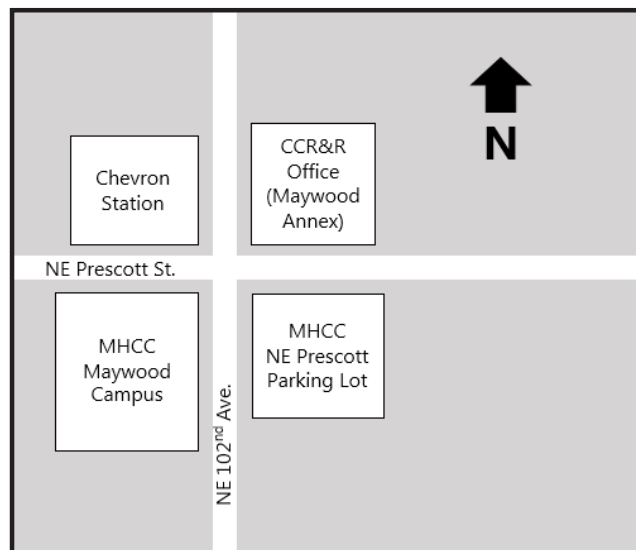 N
Chevron
Station
CCR&R
Office
(Maywood
Annex)
NE Prescott St.
MHCC
Maywood
Campus
NE 102nd Ave.
MHCC
NE Prescott
Parking Lot